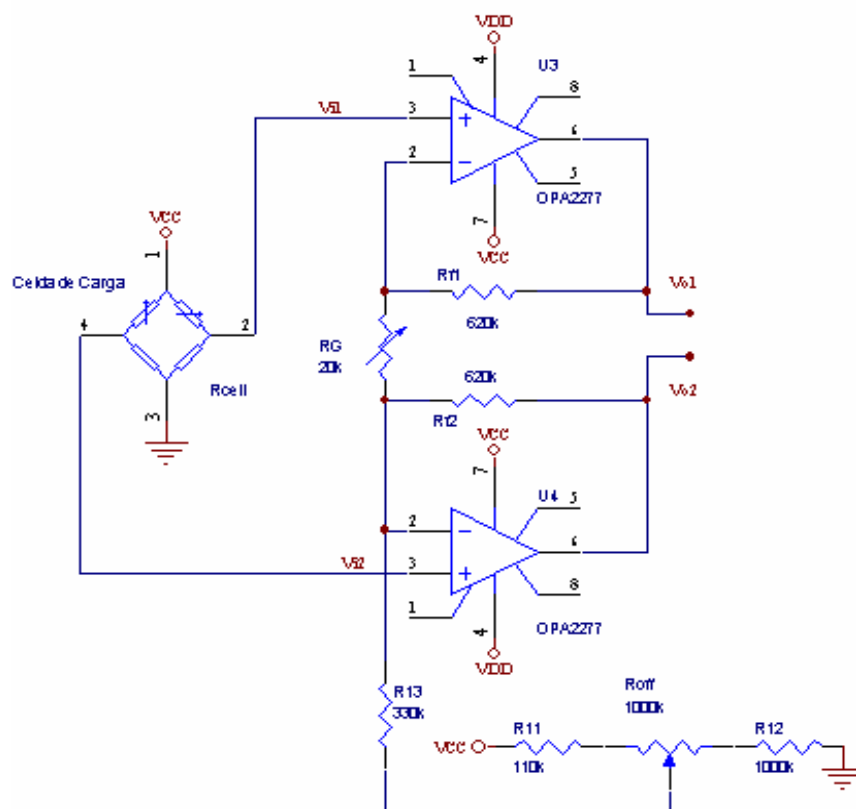 VDD
4
1
U3
8
Vi1
3
+
6
2
−
5
OPA2277
7
VCC
VCC
1
Celda de Carga
4
2
Rcell
3
Rf1
620k
Vo1
RG
20k
620k
Rf2
Vo2
VCC
7
U4
5
2
−
6
Vi2
3
+
8
1
OPA2277
4
VDD
R13
330k
Roff
1000k
VCC
R11
110k
R12
1000k